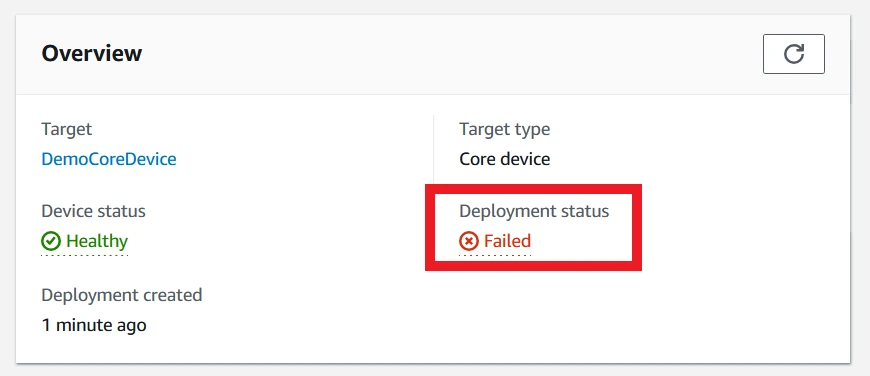 Overview
Target
DemoCoreDevice
Target type
Core device
Device status
Healthy
Deployment status
Failed
Deployment created
1 minute ago